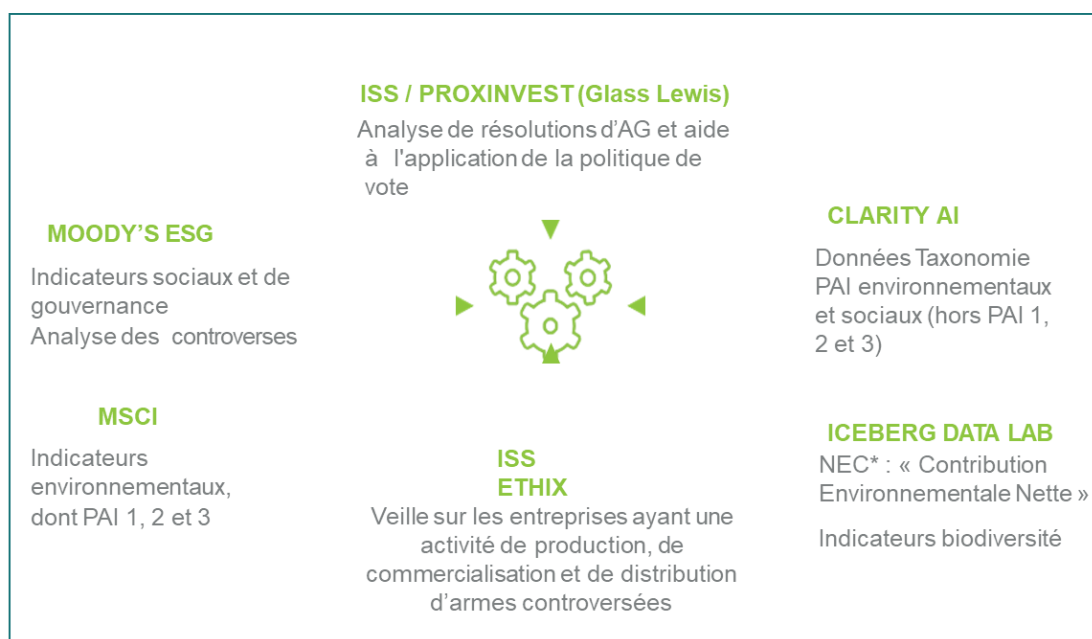 ISS / PROXINVEST (Glass Lewis)
Analyse de résolutions d’AG et aide
à l'application de la politique de
vote
MOODY’S ESG
Indicateurs sociaux et de
gouvernance
Analyse des controverses
CLARITY AI
Données Taxonomie
PAI environnementaux
et sociaux (hors PAI 1,
2 et 3)
MSCI
Indicateurs
environnementaux,
dont PAI 1, 2 et 3
ISS
ETHIX
Veille sur les entreprises ayant une
activité de production, de
commercialisation et de distribution
d’armes controversées
ICEBERG DATA LAB
NEC* : « Contribution
Environnementale Nette »
Indicateurs biodiversité